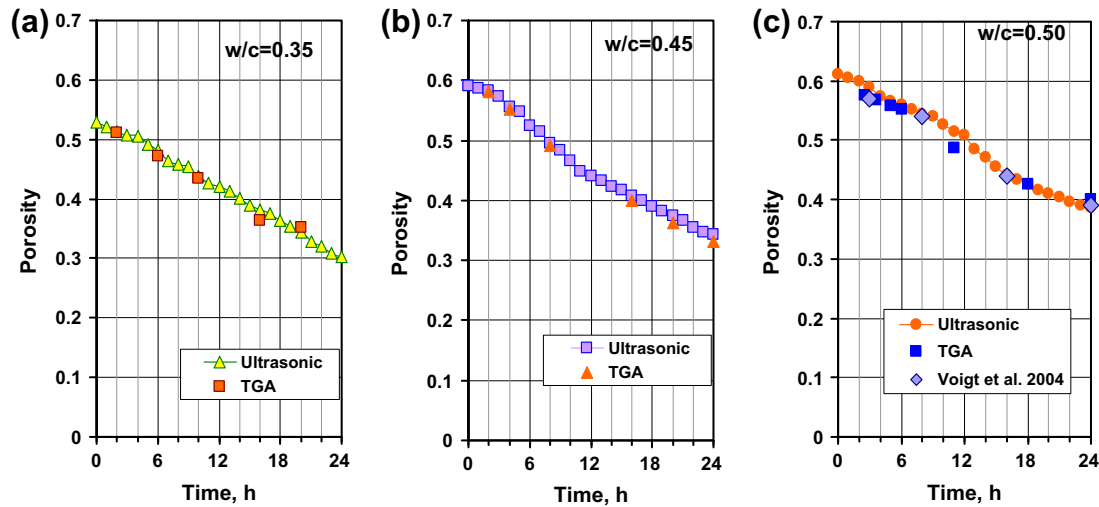 (a)
w/c=0.35
Porosity
0.7
0.6
0.5
0.4
0.3
0.2
0.1
0
Ultrasonic
TGA
0 6 12 18 24
Time, h
(b)
w/c=0.45
Porosity
0.7
0.6
0.5
0.4
0.3
0.2
0.1
0
Ultrasonic
TGA
0 6 12 18 24
Time, h
(c)
w/c=0.50
Porosity
0.7
0.6
0.5
0.4
0.3
0.2
0.1
0
Ultrasonic
TGA
Voigt et al. 2004
0 6 12 18 24
Time, h